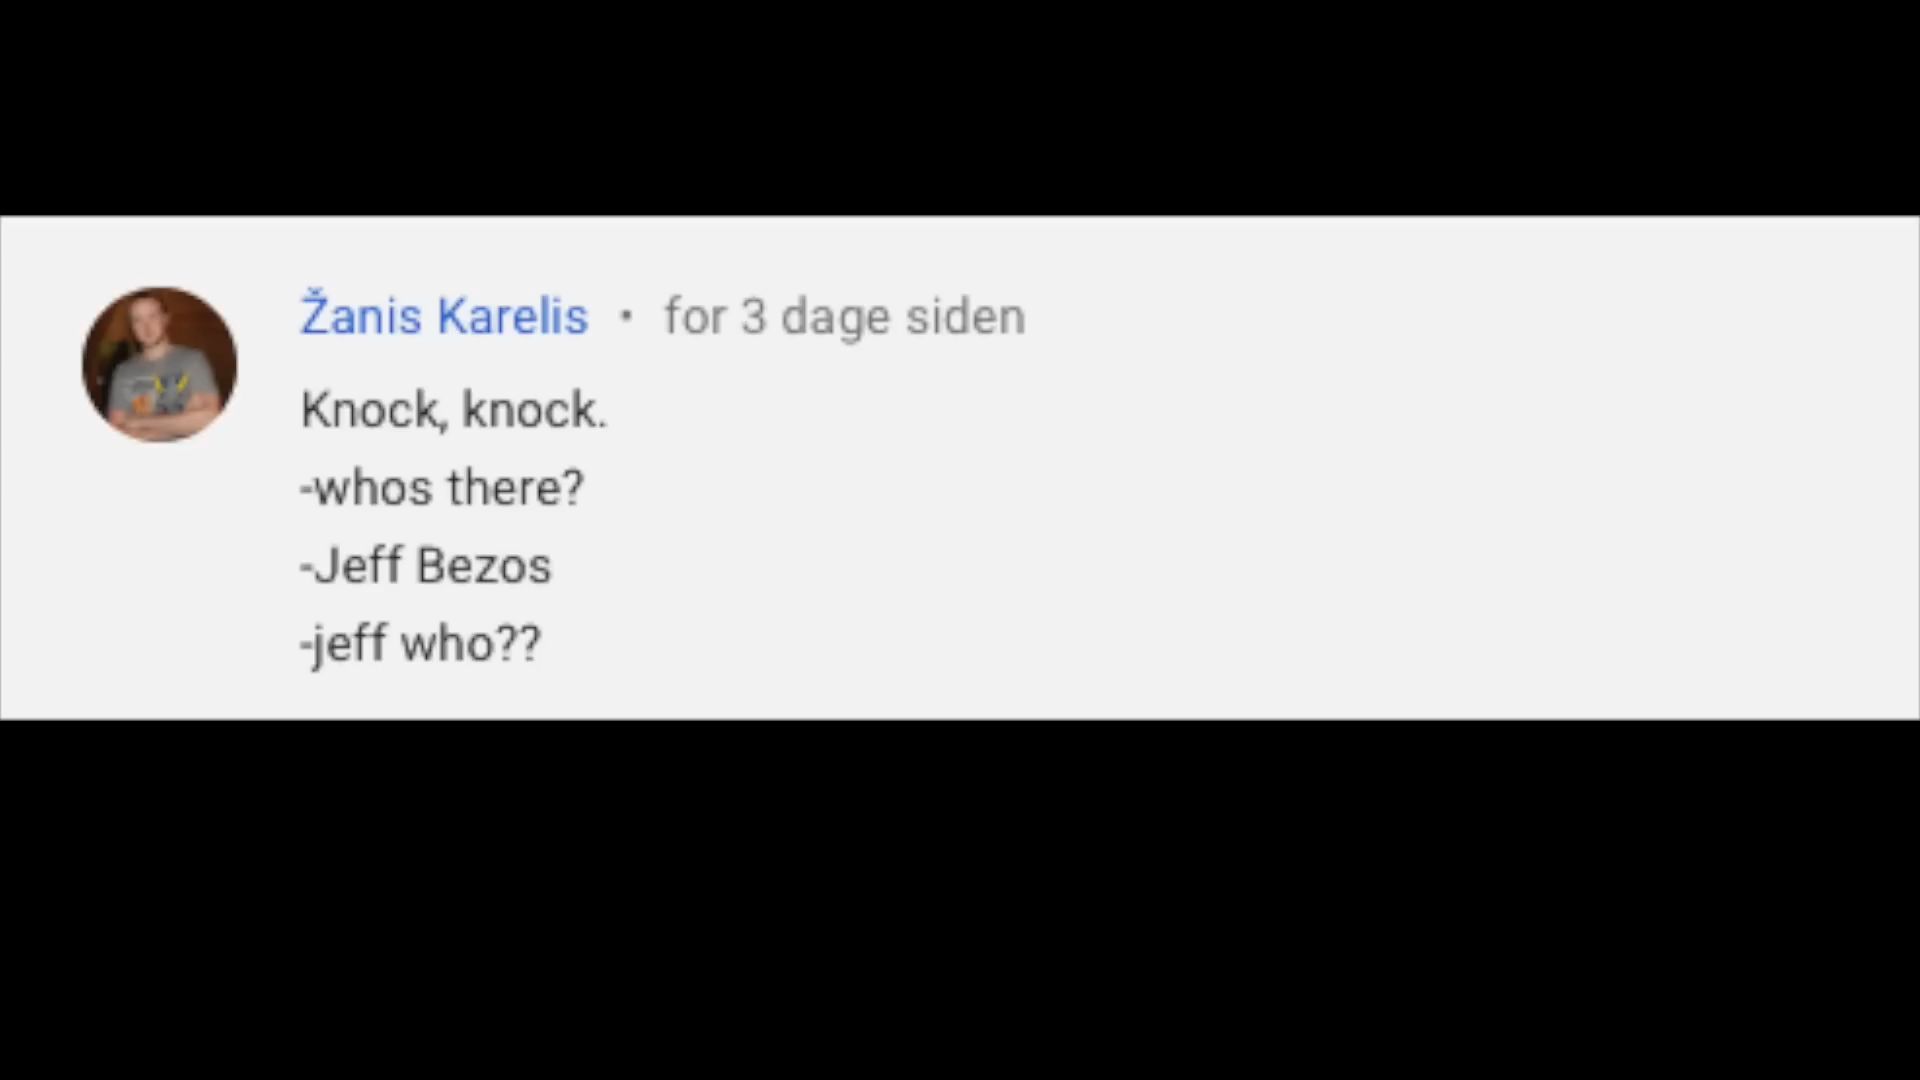 Žanis Karelis • for 3 dage siden
Knock, knock.
-whos there?
-Jeff Bezos
-jeff who??